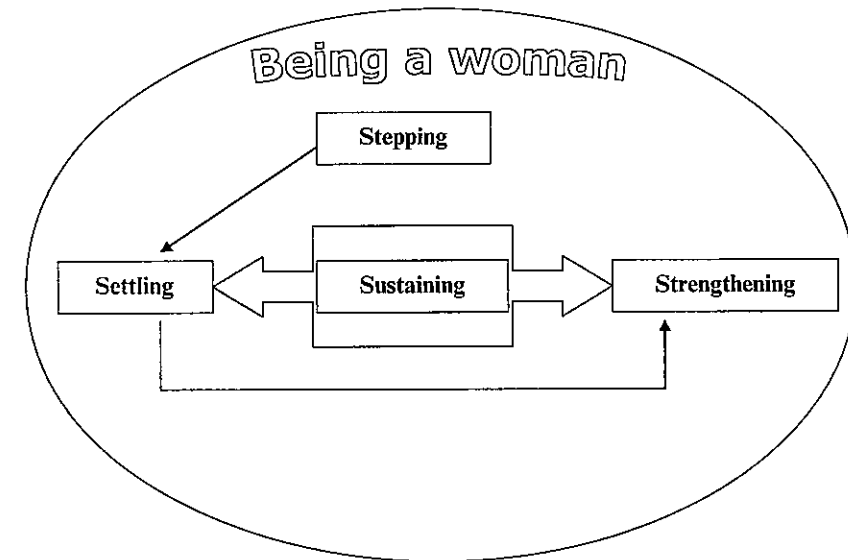 Being a woman
Stepping
Settling
Sustaining
Strengthening